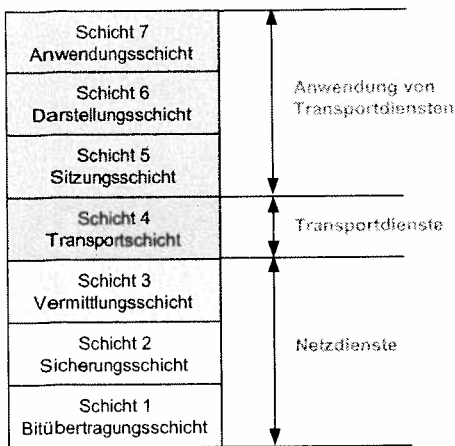 Schicht 7
Anwendungsschicht
Schicht 6
Darstellungsschicht
Schicht 5
Sitzungsschicht
Schicht 4
Transportschicht
Schicht 3
Vermittlungsschicht
Schicht 2
Sicherungsschicht
Schicht 1
Bitübertragungsschicht
Anwendung von
Transportdiensten
Transportdienste
Netzdienste